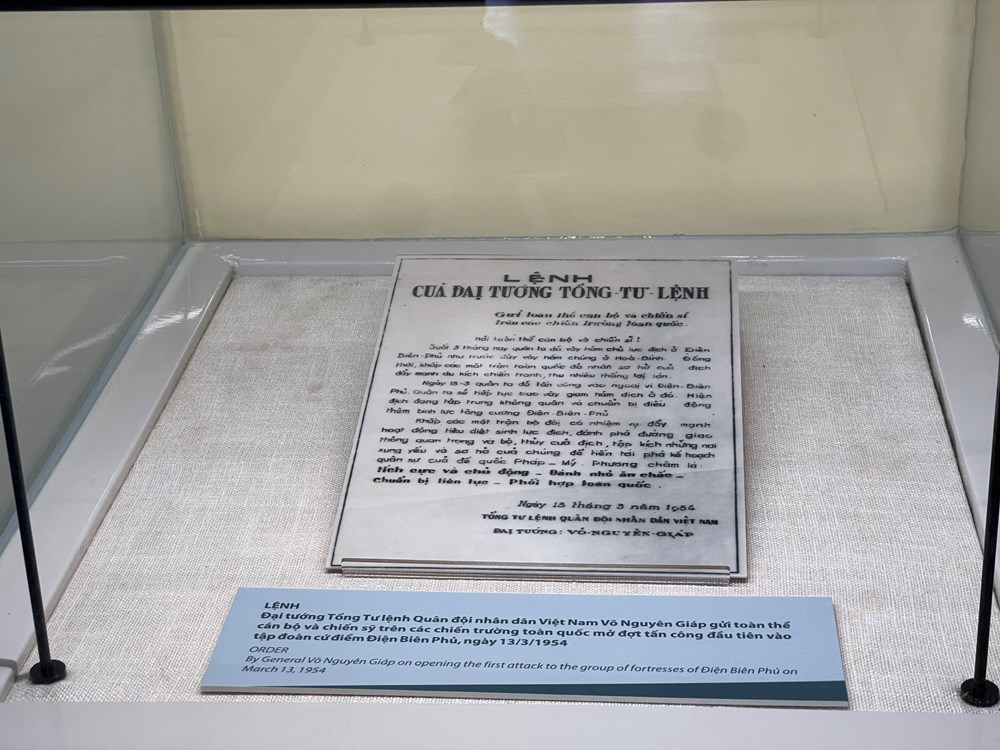 LỆNH
CUẢ ĐẠI TƯỚNG TỔNG-TƯ-LỆNH
Gửi toàn thể cán bộ và chiến sĩ
trên các chiến trường toàn quốc.
Hỡi toàn thể cán bộ và chiến sĩ !
Suốt 3 tháng nay quân ta đã vây hãm chủ lực địch ở Điện
Biên-Phủ như trước đây vây hãm chúng ở Hoà-Bình. Đồng
thời, khắp các mặt trận toàn quốc đã nhằm sơ hở cuả địch
đẩy mạnh du kích chiến tranh, thu nhiều thắng lợi lớn.
Ngày 13-3 quân ta đã tấn công vào ngoại vi Điện-Biên
Phủ. Quân ta sẽ tiếp tục bao vây giam hãm địch ở đó. Hiện
địch đang tập trung không quân và chuẩn bị điều động
thêm binh lực tăng cường Điện-Biên-Phủ.
Khắp các mặt trận bộ đội có nhiệm vụ đẩy mạnh
hoạt động tiêu diệt sinh lực địch, đánh phá đường giao
thông quan trọng và bộ, thủy cuả địch, tập kích những nơi
xung yếu và sơ hở cuả chúng để tiến tới phá kế hoạch
quân sự cuả đế quốc Pháp - Mỹ. Phương châm là:
Tích cực và chủ động - Đánh nhỏ ăn chắc -
Chuẩn bị liên tục - Phối hợp toàn quốc.
Ngày 13 tháng 3 năm 1954
TỔNG TƯ LỆNH QUÂN ĐỘI NHÂN DÂN VIỆT NAM
ĐẠI TƯỚNG: VÕ-NGUYÊN-GIÁP
LỆNH
Đại tướng Tổng Tư lệnh Quân đội nhân dân Việt Nam Võ Nguyên Giáp gửi toàn thể
cán bộ và chiến sỹ trên các chiến trường toàn quốc mở đợt tấn công đầu tiên vào
tập đoàn cứ điểm Điện Biên Phủ, ngày 13/3/1954
ORDER
By General Võ Nguyên Giáp on opening the first attack to the group of fortresses of Điện Biên Phủ on
March 13, 1954